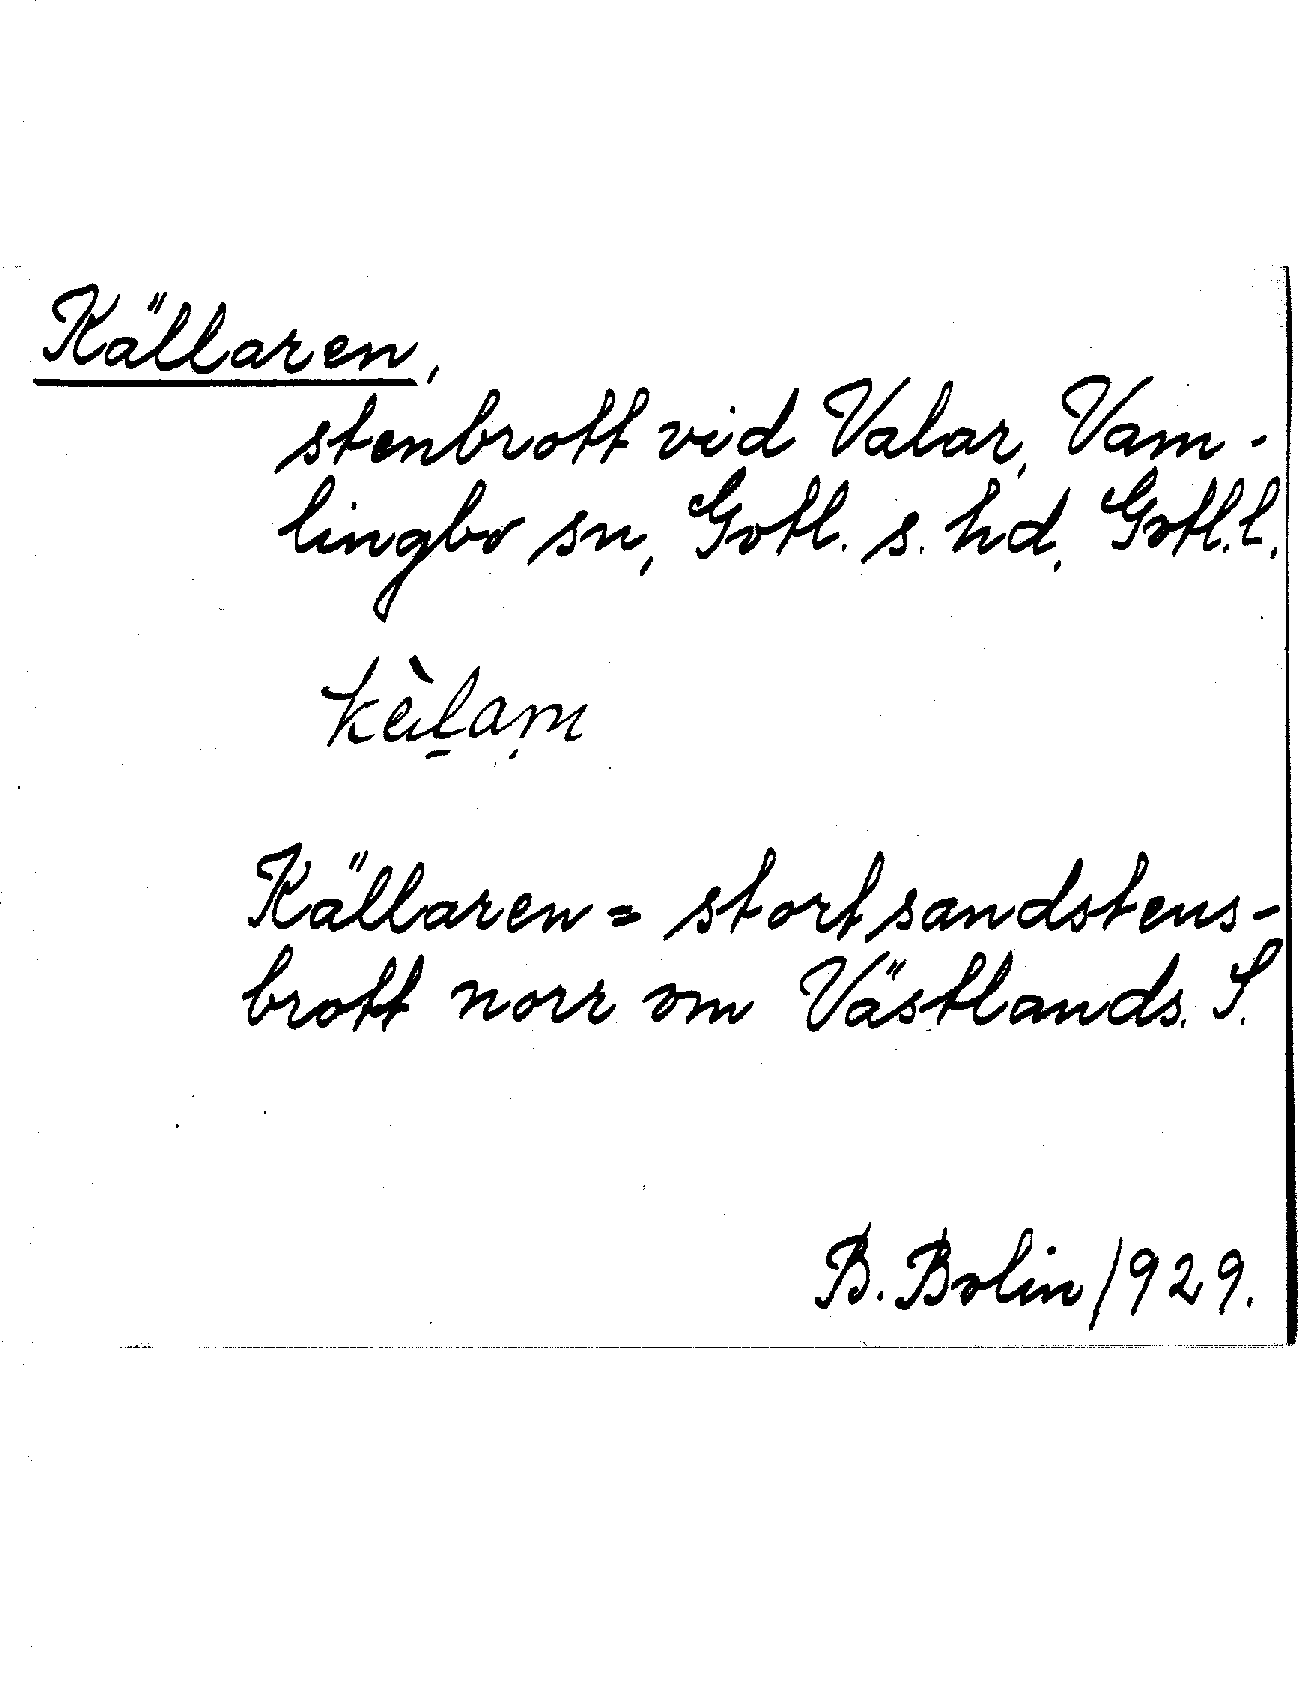 Källaren,
stenbrott vid Valar, Vam-
lingbo sn, Gotl. s. hd, Gotl. l.
kèlam̩
Källaren = stort sandstens-
brott norr om Västlands. S.
B. Bolin 1929.